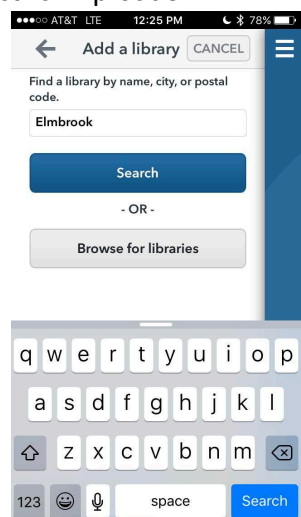 ●●●○○ AT&T LTE 12:25 PM 78%
Add a library CANCEL
Find a library by name, city, or postal
code.
Elmbrook
Search
- OR -
Browse for libraries
q w e r t y u i o p
a s d f g h j k l
z x c v b n m
123 space Search